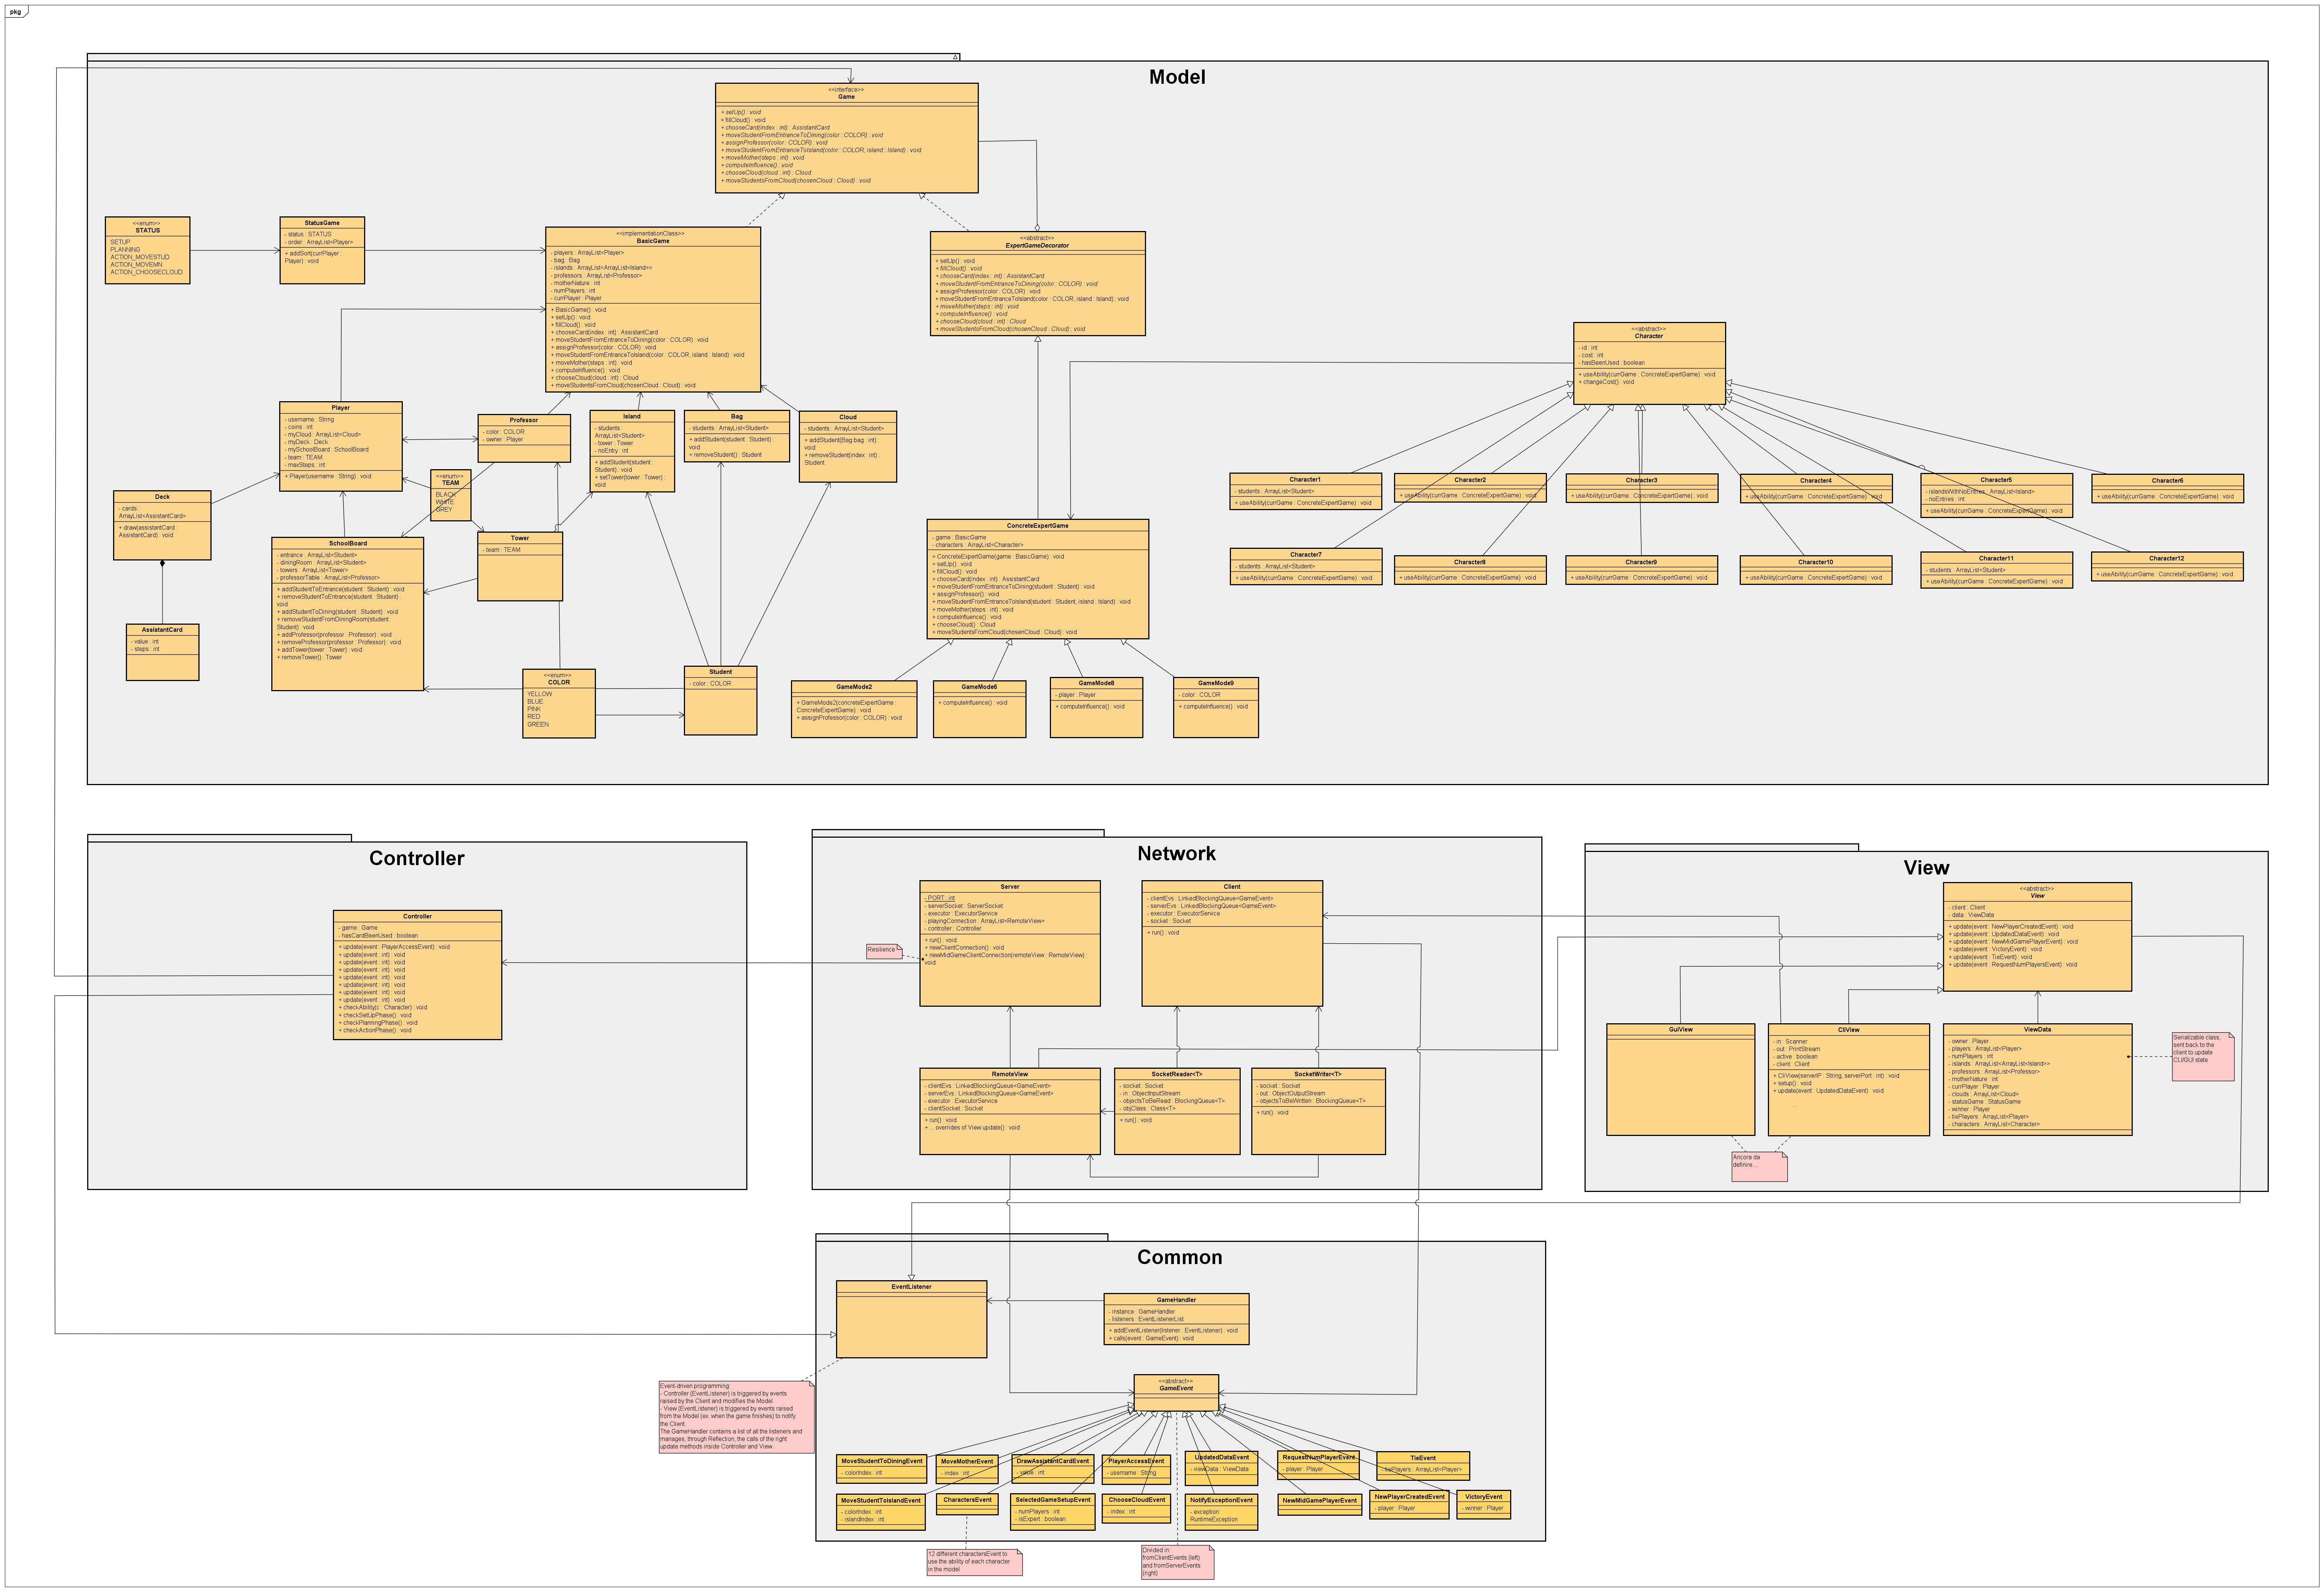 pkg
Model
<<interface>>
Game
+ setUp() : void
+ fillCloud() : void
+ chooseCard(index : int) : AssistantCard
+ moveStudentFromEntranceToDining(color : COLOR) : void
+ assignProfessor(color : COLOR) : void
+ moveStudentFromEntranceToIsland(color : COLOR, island : Island) : void
+ moveMother(steps : int) : void
+ computeInfluence() : void
+ chooseCloud(cloud : int) : Cloud
+ moveStudentsFromCloud(chosenCloud : Cloud) : void
<<enum>>
STATUS
SETUP
PLANNING
ACTION_MOVESTUD
ACTION_MOVEMN
ACTION_CHOOSECLOUD
StatusGame
- status : STATUS
- order : ArrayList<Player>
+ addSort(currPlayer :
Player) : void
<<implementationClass>>
BasicGame
- players : ArrayList<Player>
- bag : Bag
- islands : ArrayList<ArrayList<Island>>
- professors : ArrayList<Professor>
- motherNature : int
- numPlayers : int
- currPlayer : Player
+ BasicGame() : void
+ setUp() : void
+ fillCloud() : void
+ chooseCard(index : int) : AssistantCard
+ moveStudentFromEntranceToDining(color : COLOR) : void
+ assignProfessor(color : COLOR) : void
+ moveStudentFromEntranceToIsland(color : COLOR, island : Island) : void
+ moveMother(steps : int) : void
+ computeInfluence() : void
+ chooseCloud(cloud : int) : Cloud
+ moveStudentsFromCloud(chosenCloud : Cloud) : void
<<abstract>>
ExpertGameDecorator
+ setUp() : void
+ fillCloud() : void
+ chooseCard(index : int) : AssistantCard
+ moveStudentFromEntranceToDining(color : COLOR) : void
+ assignProfessor(color : COLOR) : void
+ moveStudentFromEntranceToIsland(color : COLOR, island : Island) : void
+ moveMother(steps : int) : void
+ computeInfluence() : void
+ chooseCloud(cloud : int) : Cloud
+ moveStudentsFromCloud(chosenCloud : Cloud) : void
<<abstract>>
Character
- id : int
- cost : int
- hasBeenUsed : boolean
+ useAbility(currGame : ConcreteExpertGame) : void
+ changeCost() : void
Player
- username : String
- coins : int
- myCloud : ArrayList<Cloud>
- myDeck : Deck
- mySchoolBoard : SchoolBoard
- team : TEAM
- maxSteps : int
+ Player(username : String) : void
Professor
- color : COLOR
- owner : Player
Island
- students :
ArrayList<Student>
- tower : Tower
- noEntry : int
+ addStudent(student :
Student) : void
+ setTower(tower : Tower) :
void
Bag
- students : ArrayList<Student>
+ addStudent(student : Student) :
void
+ removeStudent() : Student
Cloud
- students : ArrayList<Student>
+ addStudent(Bag bag : int) :
void
+ removeStudent(index : int) :
Student
<<enum>>
TEAM
BLACK
WHITE
GREY
Deck
- cards :
ArrayList<AssistantCard>
+ draw(assistantCard :
AssistantCard) : void
AssistantCard
- value : int
- steps : int
SchoolBoard
- entrance : ArrayList<Student>
- diningRoom : ArrayList<Student>
- towers : ArrayList<Tower>
- professorTable : ArrayList<Professor>
+ addStudentToEntrance(student : Student) : void
+ removeStudentToEntrance(student : Student) :
void
+ addStudentToDining(student : Student) : void
+ removeStudentFromDiningRoom(student :
Student) : void
+ addProfessor(professor : Professor) : void
+ removeProfessor(professor : Professor) : void
+ addTower(tower : Tower) : void
+ removeTower() : Tower
Tower
- team : TEAM
<<enum>>
COLOR
YELLOW
BLUE
PINK
RED
GREEN
Student
- color : COLOR
ConcreteExpertGame
- game : BasicGame
- characters : ArrayList<Character>
+ ConcreteExpertGame(game : BasicGame) : void
+ setUp() : void
+ fillCloud() : void
+ chooseCard(index : int) : AssistantCard
+ moveStudentFromEntranceToDining(student : Student) : void
+ assignProfessor() : void
+ moveStudentFromEntranceToIsland(student : Student, island : Island) : void
+ moveMother(steps : int) : void
+ computeInfluence() : void
+ chooseCloud() : Cloud
+ moveStudentsFromCloud(chosenCloud : Cloud) : void
GameMode2
+ GameMode2(concreteExpertGame :
ConcreteExpertGame) : void
+ assignProfessor(color : COLOR) : void
GameMode6
+ computeInfluence() : void
GameMode8
- player : Player
+ computeInfluence() : void
GameMode9
- color : COLOR
+ computeInfluence() : void
Character1
- students : ArrayList<Student>
+ useAbility(currGame : ConcreteExpertGame) : void
Character2
+ useAbility(currGame : ConcreteExpertGame) : void
Character3
+ useAbility(currGame : ConcreteExpertGame) : void
Character4
+ useAbility(currGame : ConcreteExpertGame) : void
Character5
- islandsWithNoEntries : ArrayList<Island>
- noEntries : int
+ useAbility(currGame : ConcreteExpertGame) : void
Character6
+ useAbility(currGame : ConcreteExpertGame) : void
Character7
- students : ArrayList<Student>
+ useAbility(currGame : ConcreteExpertGame) : void
Character8
+ useAbility(currGame : ConcreteExpertGame) : void
Character9
+ useAbility(currGame : ConcreteExpertGame) : void
Character10
+ useAbility(currGame : ConcreteExpertGame) : void
Character11
- students : ArrayList<Student>
+ useAbility(currGame : ConcreteExpertGame) : void
Character12
+ useAbility(currGame : ConcreteExpertGame) : void
Controller
Controller
- game : Game
- hasCardBeenUsed : boolean
+ update(event : PlayerAccessEvent) : void
+ update(event : int) : void
+ update(event : int) : void
+ update(event : int) : void
+ update(event : int) : void
+ update(event : int) : void
+ update(event : int) : void
+ update(event : int) : void
+ checkAbility(c : Character) : void
+ checkSetUpPhase() : void
+ checkPlanningPhase() : void
+ checkActionPhase() : void
Network
Server
- PORT : int
- serverSocket : ServerSocket
- executor : ExecutorService
- playingConnection : ArrayList<RemoteView>
- controller : Controller
+ run() : void
+ newClientConnection() : void
+ newMidGameClientConnection(remoteView : RemoteView) :
void
Resilience
Client
- clientEvs : LinkedBlockingQueue<GameEvent>
- serverEvs : LinkedBlockingQueue<GameEvent>
- executor : ExecutorService
- socket : Socket
+ run() : void
RemoteView
- clientEvs : LinkedBlockingQueue<GameEvent>
- serverEvs : LinkedBlockingQueue<GameEvent>
- executor : ExecutorService
- clientSocket : Socket
+ run() : void
+ ... overrides of View update() : void
SocketReader<T>
- socket : Socket
- in : ObjectInputStream
- objectsToBeRead : BlockingQueue<T>
- objClass : Class<T>
+ run() : void
SocketWriter<T>
- socket : Socket
- out : ObjectOutputStream
- objectsToBeWritten : BlockingQueue<T>
+ run() : void
View
<<abstract>>
View
- client : Client
- data : ViewData
+ update(event : NewPlayerCreatedEvent) : void
+ update(event : UpdatedDataEvent) : void
+ update(event : NewMidGamePlayerEvent) : void
+ update(event : VictoryEvent) : void
+ update(event : TieEvent) : void
+ update(event : RequestNumPlayersEvent) : void
GuiView
CliView
- in : Scanner
- out : PrintStream
- active : boolean
- client : Client
+ CliView(serverIP : String, serverPort : int) : void
+ setup() : void
+ update(event : UpdatedDataEvent) : void
...
ViewData
- owner : Player
- players : ArrayList<Player>
- numPlayers : int
- islands : ArrayList<ArrayList<Island>>
- professors : ArrayList<Professor>
- motherNature : int
- currPlayer : Player
- clouds : ArrayList<Cloud>
- statusGame : StatusGame
- winner : Player
- tiePlayers : ArrayList<Player>
- characters : ArrayList<Character>
Serializable class,
sent back to the
client to update
CLI/GUI state
Ancora da
definire...
Common
EventListener
GameHandler
- instance : GameHandler
- listeners : EventListenerList
+ addEventListener(listener : EventListener) : void
+ calls(event : GameEvent) : void
Event-driven programming
- Controller (EventListener) is triggered by events
raised by the Client and modifies the Model.
- View (EventListener) is triggered by events raised
from the Model (ex. when the game finishes) to notify
the Client.
The GameHandler contains a list of all the listeners and
manages, through Reflection, the calls of the right
update methods inside Controller and View.
<<abstract>>
GameEvent
MoveStudentToDiningEvent
- colorIndex : int
MoveMotherEvent
- index : int
DrawAssistantCardEvent
- value : int
PlayerAccessEvent
- username : String
UpdatedDataEvent
- viewData : ViewData
RequestNumPlayerEvent
- player : Player
TieEvent
- tiePlayers : ArrayList<Player>
MoveStudentToIslandEvent
- colorIndex : int
- islandIndex : int
CharactersEvent
SelectedGameSetupEvent
- numPlayers : int
- isExpert : boolean
ChooseCloudEvent
- index : int
NotifyExceptionEvent
- exception :
RuntimeException
NewMidGamePlayerEvent
NewPlayerCreatedEvent
- player : Player
VictoryEvent
- winner : Player
12 different charactersEvent to
use the ability of each character
in the model
Divided in:
fromClientEvents (left)
and fromServerEvents
(right)